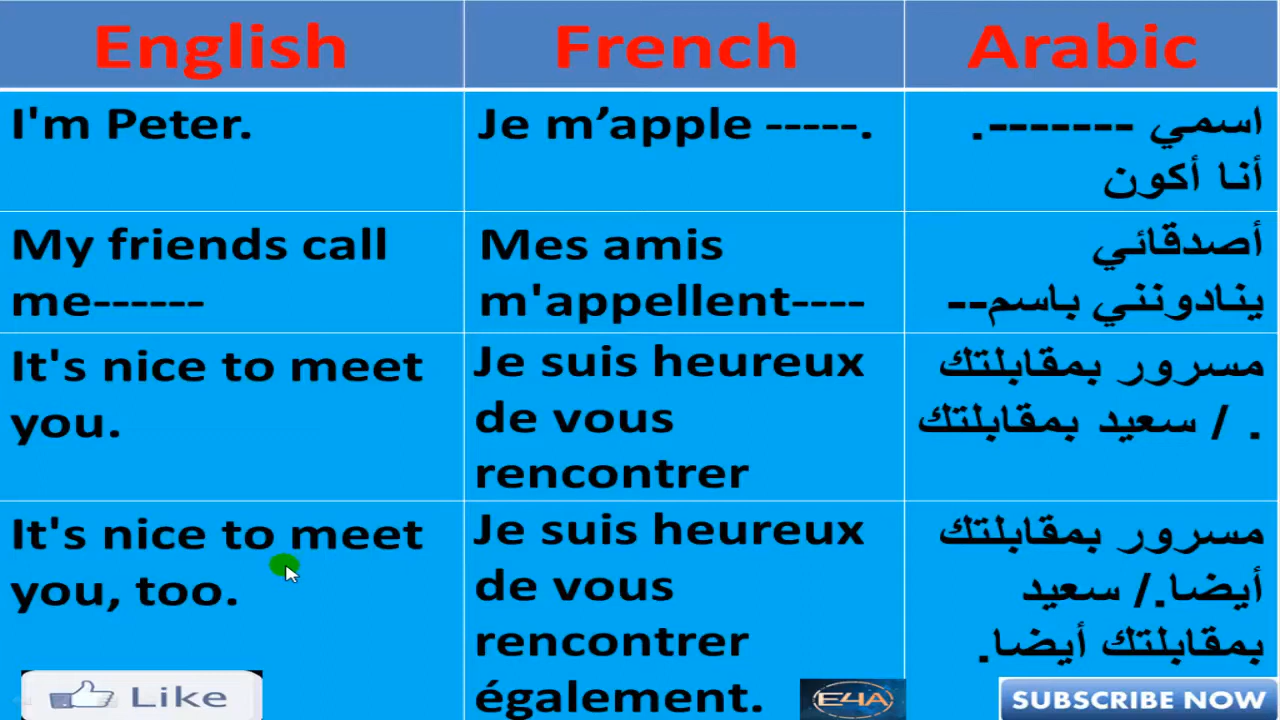 English
French
Arabic
I'm Peter.
Je m’apple -----.
اسمي -------.
أنا أكون
My friends call
me------
Mes amis
m'appellent----
أصدقائي
ينادونني باسم--
It's nice to meet
you.
Je suis heureux
de vous
rencontrer
مسرور بمقابلتك
. / سعيد بمقابلتك
It's nice to meet
you, too.
Je suis heureux
de vous
rencontrer
également.
مسرور بمقابلتك
أيضا./ سعيد
بمقابلتك أيضا.
Like
E4A
SUBSCRIBE NOW